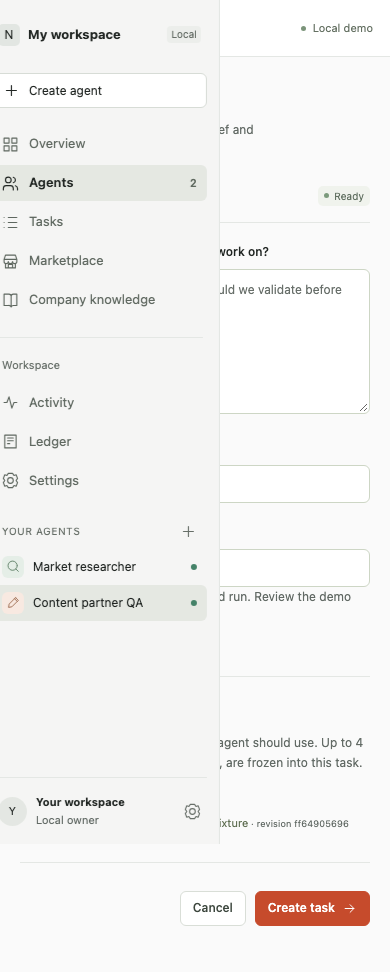 N My workspace Local
Local demo
Create agent
Overview
ef and
Agents 2
Ready
Tasks
work on?
Marketplace
uld we validate before
Company knowledge
Workspace
Activity
Ledger
Settings
YOUR AGENTS
Market researcher
Content partner QA
d run. Review the demo
agent should use. Up to 4
, are frozen into this task.
Y Your workspace
Local owner
ixture · revision ff64905696
Cancel
Create task →